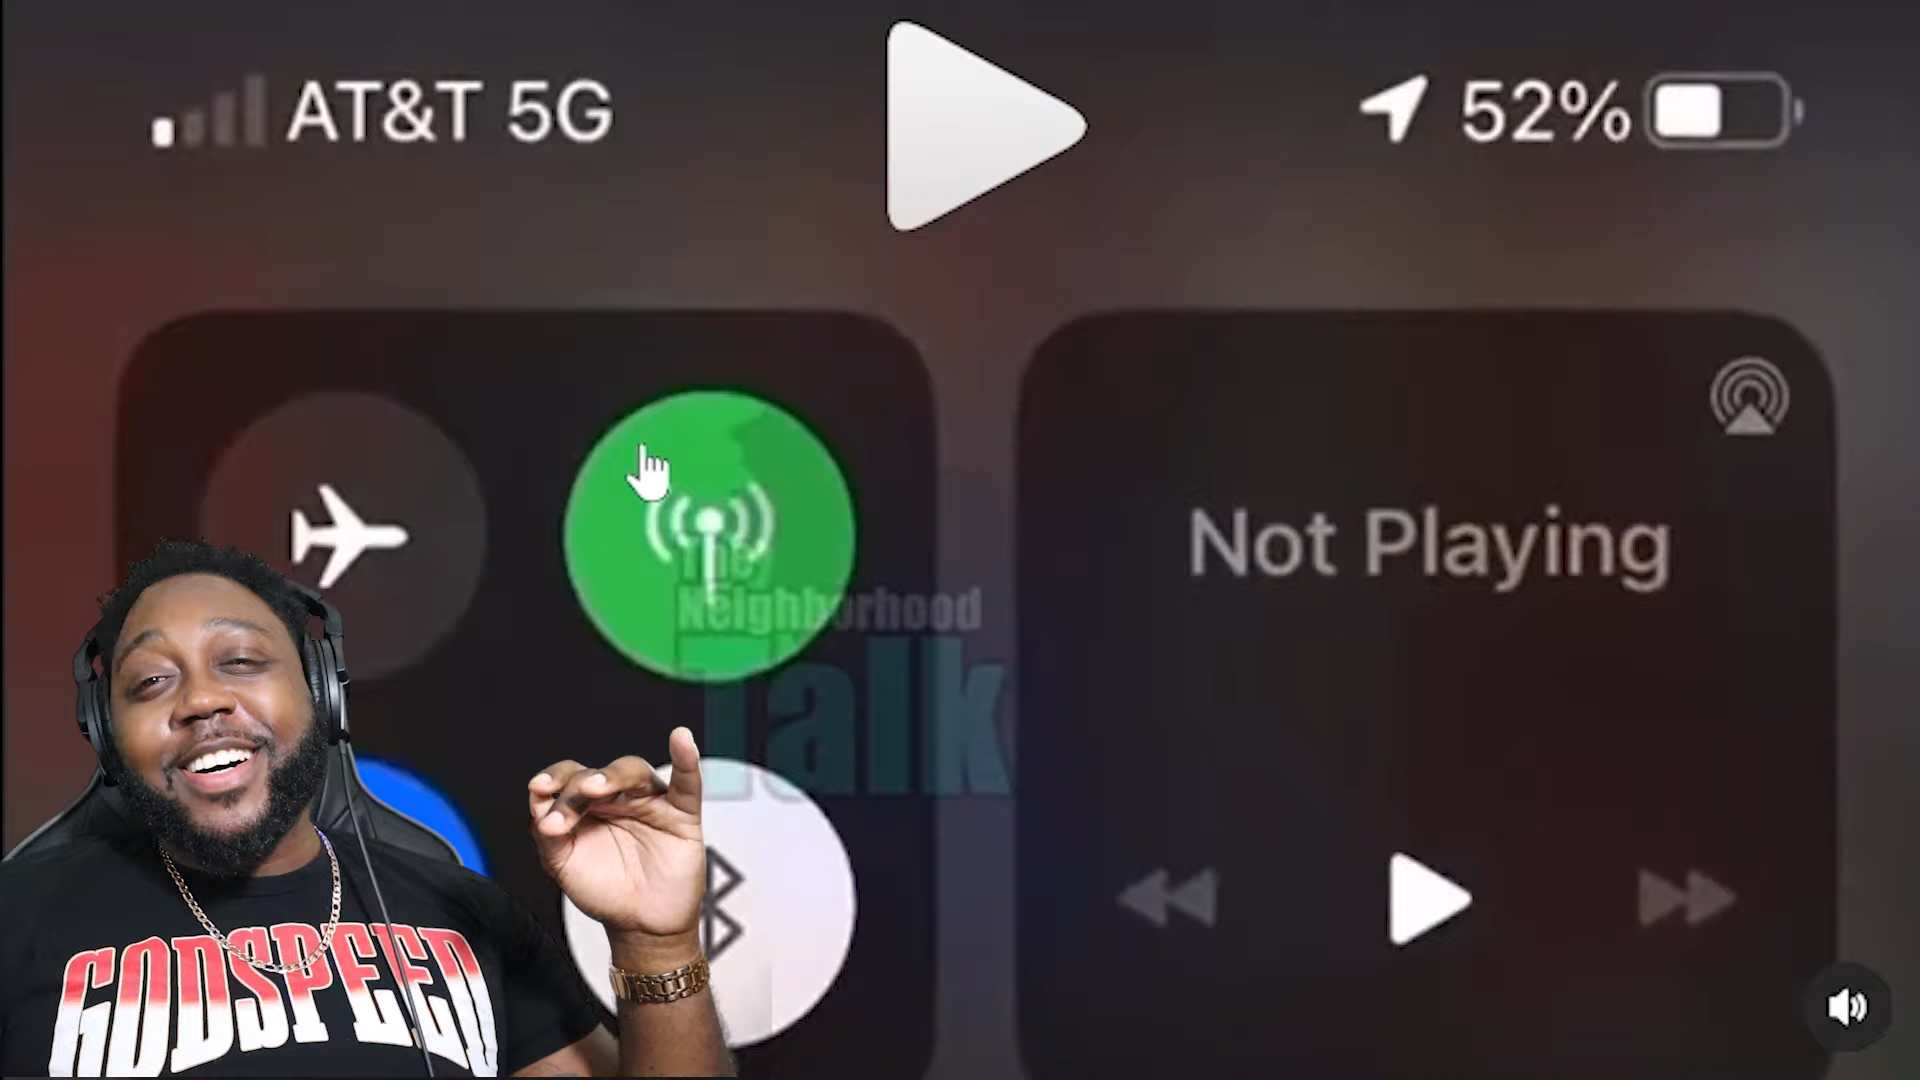 AT&T 5G
52%
Not Playing
The
Neighborhood
Talk
GODSPEED